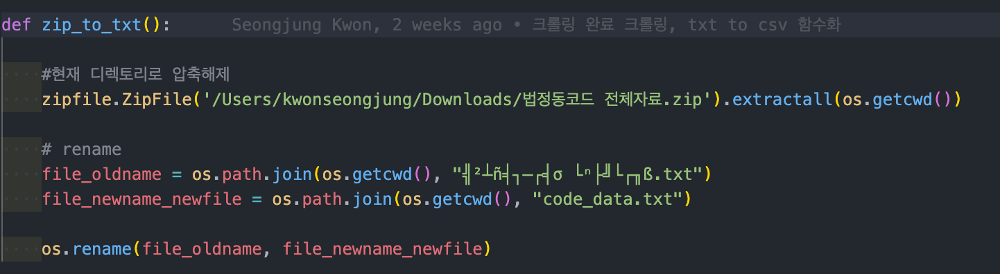 def zip_to_txt(): Seongjung Kwon, 2 weeks ago • 크롤링 완료 크롤링, txt to csv 함수화
#현재 디렉토리로 압축해제
zipfile.ZipFile('/Users/kwonseongjung/Downloads/법정동코드 전체자료.zip').extractall(os.getcwd())
# rename
file_oldname = os.path.join(os.getcwd(), "╣²┴ñ╡┐─┌╡σ └ⁿ├╝└┌╖ß.txt")
file_newname_newfile = os.path.join(os.getcwd(), "code_data.txt")
os.rename(file_oldname, file_newname_newfile)